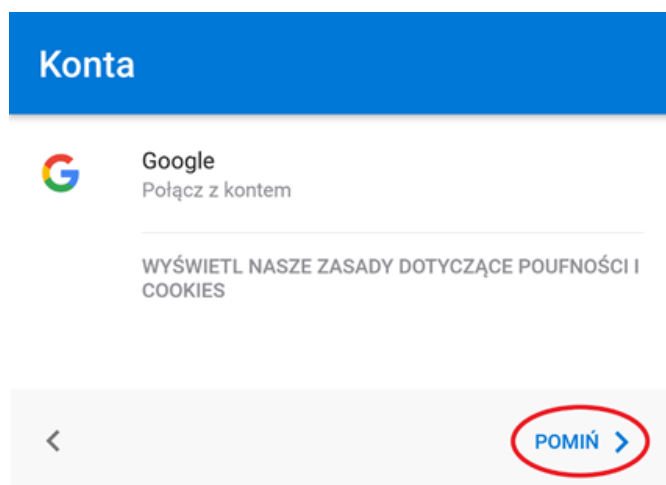 Konta
Google
Połącz z kontem
WYŚWIETL NASZE ZASADY DOTYCZĄCE POUFNOŚCI I
COOKIES
POMIŃ